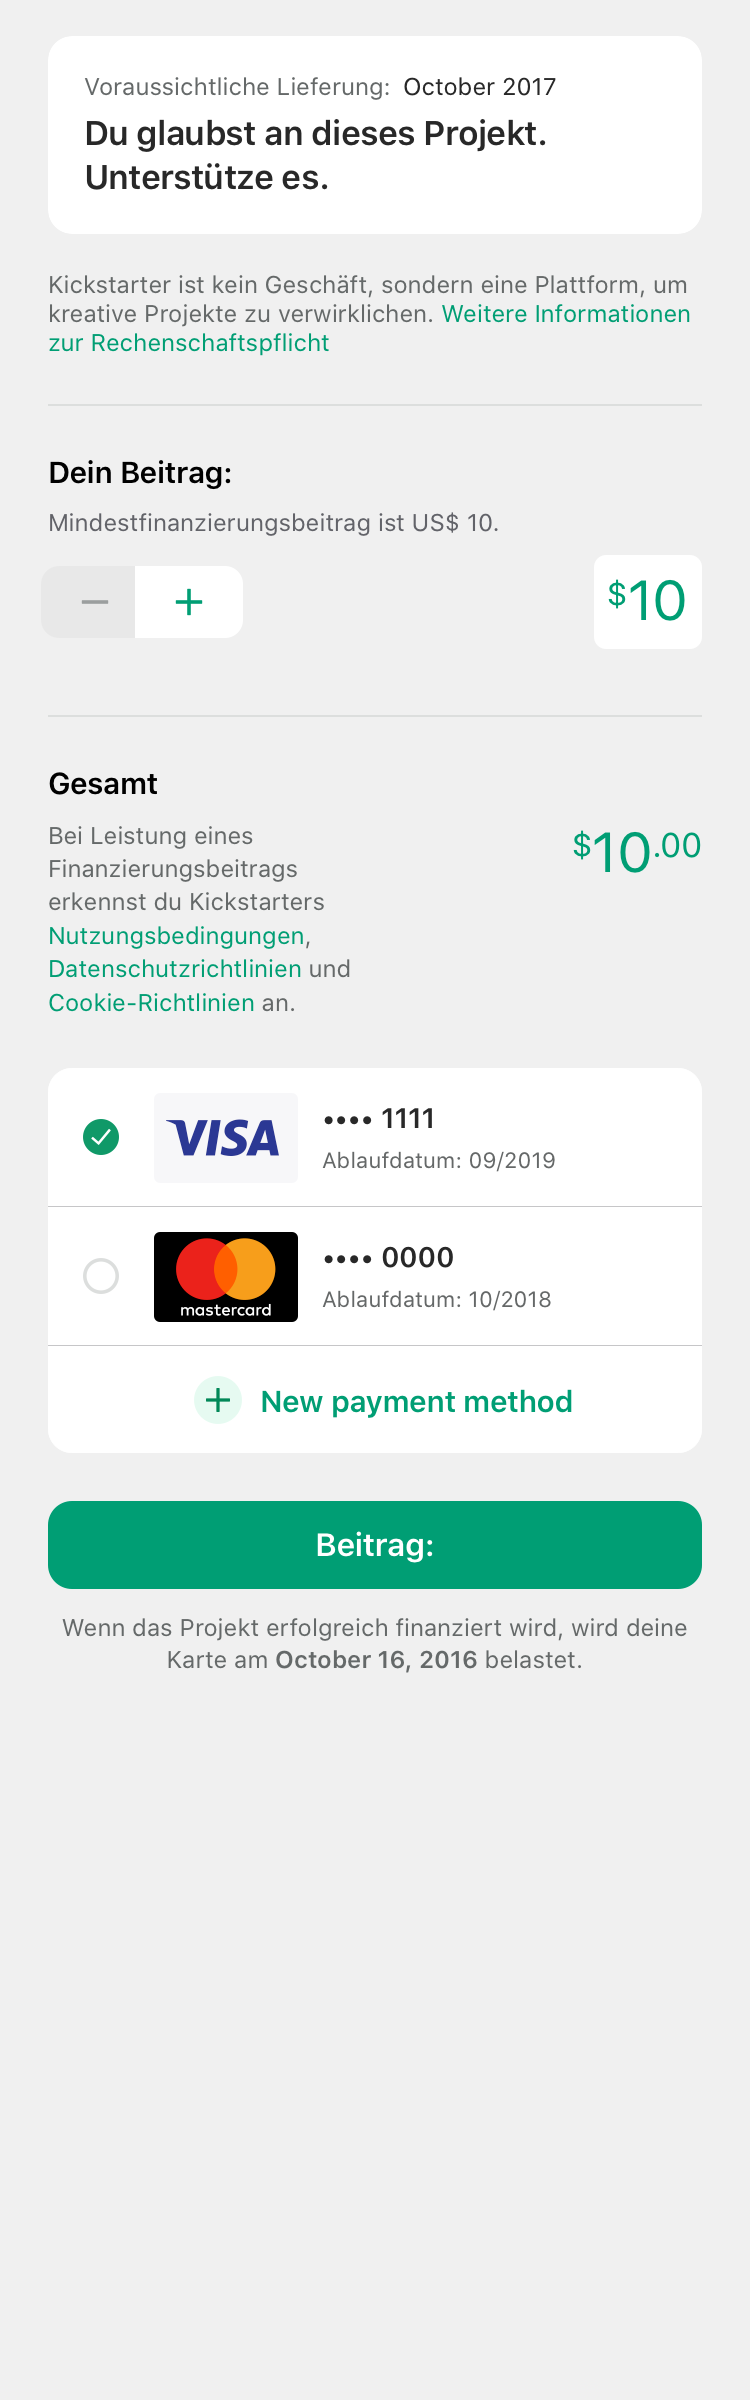 Voraussichtliche Lieferung: October 2017
Du glaubst an dieses Projekt.
Unterstütze es.
Kickstarter ist kein Geschäft, sondern eine Plattform, um
kreative Projekte zu verwirklichen. Weitere Informationen
zur Rechenschaftspflicht
Dein Beitrag:
Mindestfinanzierungsbeitrag ist US$ 10.
− +
$10
Gesamt
Bei Leistung eines
Finanzierungsbeitrags
erkennst du Kickstarters
Nutzungsbedingungen,
Datenschutzrichtlinien und
Cookie-Richtlinien an.
$10.00
VISA
•••• 1111
Ablaufdatum: 09/2019
mastercard
•••• 0000
Ablaufdatum: 10/2018
+ New payment method
Beitrag:
Wenn das Projekt erfolgreich finanziert wird, wird deine
Karte am October 16, 2016 belastet.